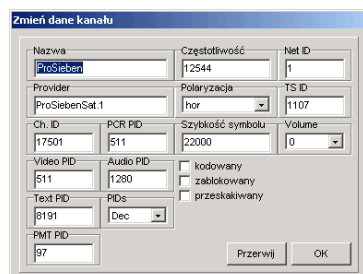 Zmień dane kanału
Nazwa Częstotliwość Net ID
ProSieben 12544 1
Provider Polaryzacja TS ID
ProSiebenSat.1 hor 1107
Ch. ID PCR PID Szybkość symbolu Volume
17501 511 22000 0
Video PID Audio PID
511 1280
kodowany
zablokowany
przeskakiwany
Text PID PIDs
8191 Dec
PMT PID
97
Przerwij OK